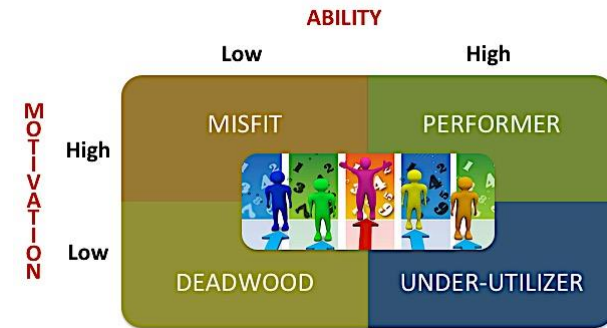 ABILITY
Low High
MOTIVATION
High
MISFIT PERFORMER
Low
DEADWOOD UNDER-UTILIZER